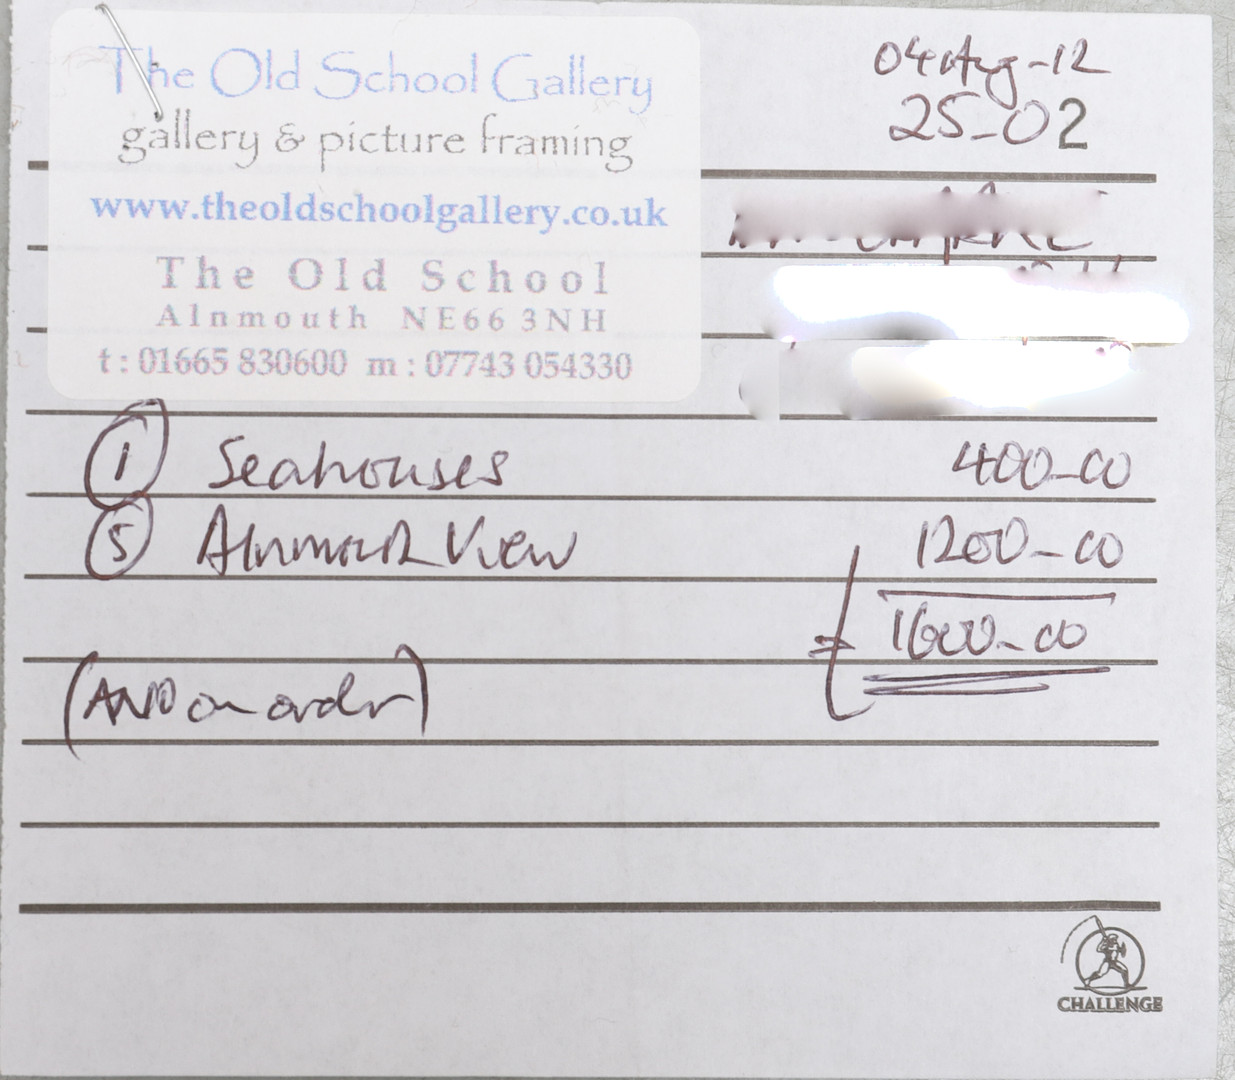 The Old School Gallery
gallery & picture framing
www.theoldschoolgallery.co.uk
The Old School
Alnmouth NE66 3NH
t : 01665 830600 m : 07743 054330
04 Aug-12
25-02
1 Seahouses 400-00
5 Alnmouth View 1200-00
= 1600-00
(AND on order)
CHALLENGE